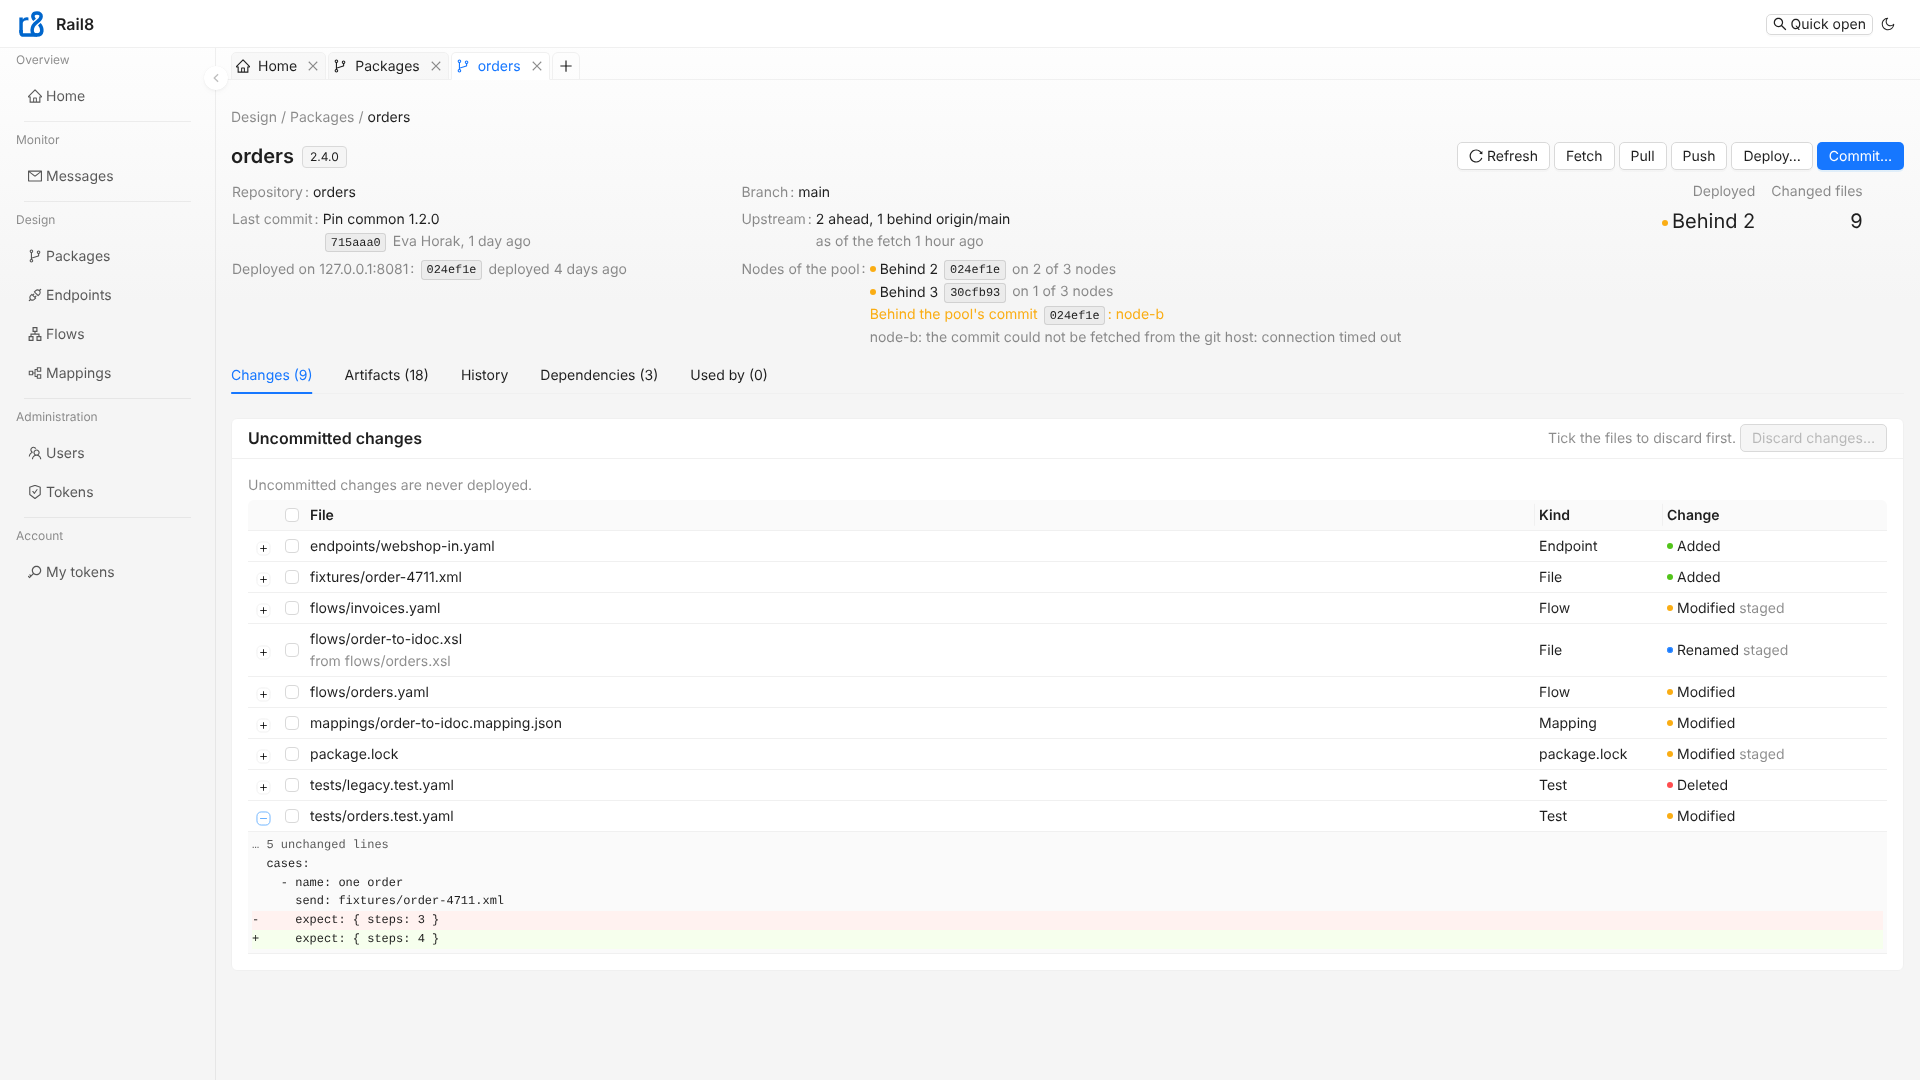 Rail8
Quick open
Overview
Home
Monitor
Messages
Design
Packages
Endpoints
Flows
Mappings
Administration
Users
Tokens
Account
My tokens
Home
Packages
orders
Design / Packages / orders
orders 2.4.0
Refresh
Fetch
Pull
Push
Deploy...
Commit...
Repository: orders
Branch: main
Last commit: Pin common 1.2.0
715aaa0 Eva Horak, 1 day ago
Upstream: 2 ahead, 1 behind origin/main
as of the fetch 1 hour ago
Deployed on 127.0.0.1:8081: 024ef1e deployed 4 days ago
Nodes of the pool: Behind 2 024ef1e on 2 of 3 nodes
Behind 3 30cfb93 on 1 of 3 nodes
Behind the pool's commit 024ef1e : node-b
node-b: the commit could not be fetched from the git host: connection timed out
Deployed
Behind 2
Changed files
9
Changes (9)
Artifacts (18)
History
Dependencies (3)
Used by (0)
Uncommitted changes
Tick the files to discard first.
Discard changes...
Uncommitted changes are never deployed.
File Kind Change
+ endpoints/webshop-in.yaml Endpoint Added
+ fixtures/order-4711.xml File Added
+ flows/invoices.yaml Flow Modified staged
+ flows/order-to-idoc.xsl File Renamed staged
from flows/orders.xsl
+ flows/orders.yaml Flow Modified
+ mappings/order-to-idoc.mapping.json Mapping Modified
+ package.lock package.lock Modified staged
+ tests/legacy.test.yaml Test Deleted
tests/orders.test.yaml Test Modified
… 5 unchanged lines
cases:
- name: one order
send: fixtures/order-4711.xml
- expect: { steps: 3 }
+ expect: { steps: 4 }